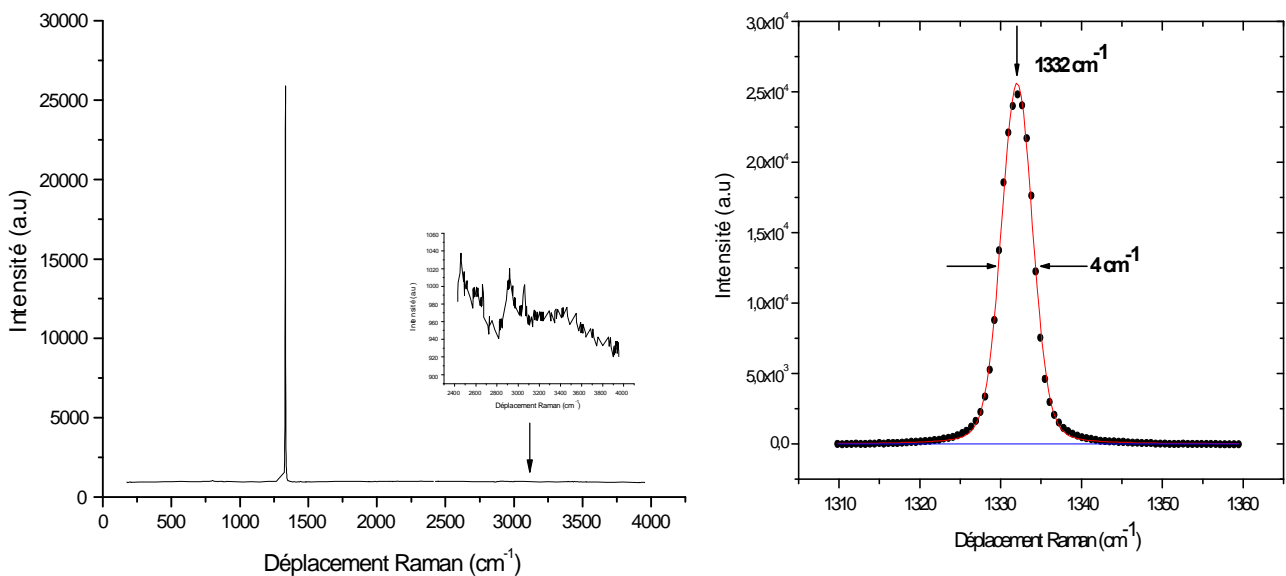 30000
25000
20000
15000
10000
5000
0
Intensité (a.u)
0 500 1000 1500 2000 2500 3000 3500 4000
Déplacement Raman (cm⁻¹)
1060
1040
1020
1000
980
960
940
920
900
Intensité (a.u)
2400 2600 2800 3000 3200 3400 3600 3800 4000
Déplacement Raman (cm⁻¹)
3,0x10⁴
2,5x10⁴
2,0x10⁴
1,5x10⁴
1,0x10⁴
5,0x10³
0,0
Intensité (a.u)
1332 cm⁻¹
4 cm⁻¹
1310 1320 1330 1340 1350 1360
Déplacement Raman (cm⁻¹)